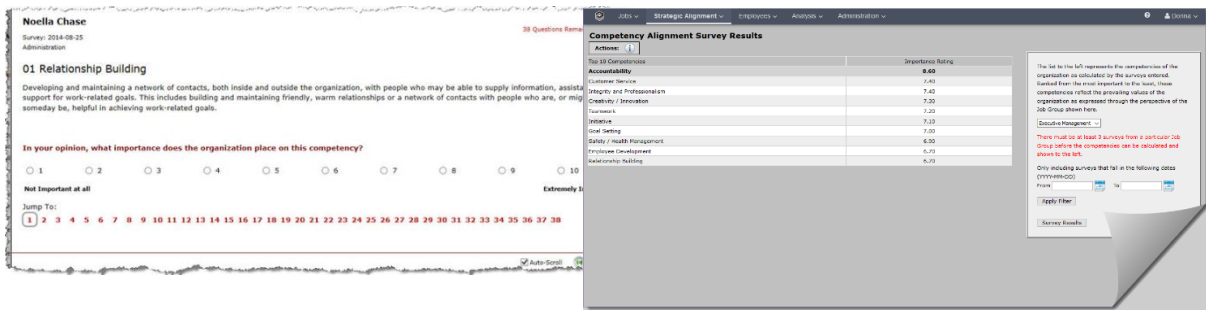 Noella Chase
38 Questions Rema
Survey: 2014-08-25
Administration
01 Relationship Building
Developing and maintaining a network of contacts, both inside and outside the organization, with people who may be able to supply information, assista
support for work-related goals. This includes building and maintaining friendly, warm relationships or a network of contacts with people who are, or mig
someday be, helpful in achieving work-related goals.
In your opinion, what importance does the organization place on this competency?
1 2 3 4 5 6 7 8 9 10
Not Important at all
Extremely I
Jump To:
1 2 3 4 5 6 7 8 9 10 11 12 13 14 15 16 17 18 19 20 21 22 23 24 25 26 27 28 29 30 31 32 33 34 35 36 37 38
Auto-Scroll
Jobs Strategic Alignment Employees Analysis Administration Donna
Competency Alignment Survey Results
Actions:
Top 10 Competencies Importance Rating
Accountability 8.60
Customer Service 7.40
Integrity and Professionalism 7.40
Creativity / Innovation 7.30
Teamwork 7.20
Initiative 7.10
Goal Setting 7.00
Safety / Health Management 6.90
Employee Development 6.70
Relationship Building 6.70
The list to the left represents the competencies of the
organization as calculated by the surveys entered.
Ranked from the most important to the least, these
competencies reflect the prevailing values of the
organization as expressed through the perspective of the
Job Group shown here.
Executive Management
There must be at least 3 surveys from a particular Job
Group before the competencies can be calculated and
shown to the left.
Only including surveys that fall in the following dates
(YYYY-MM-DD)
From To
Apply Filter
Survey Results